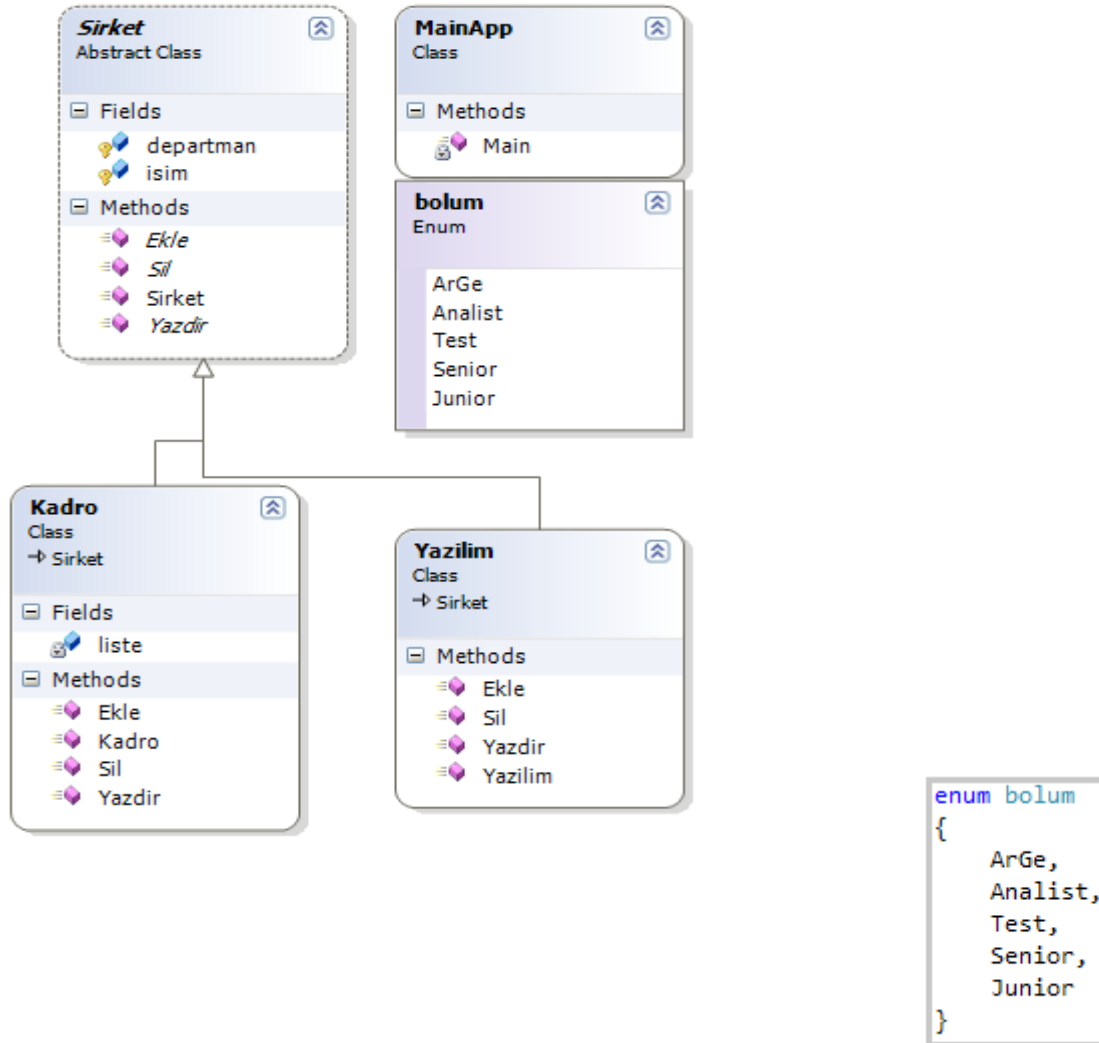 Sirket
Abstract Class
Fields
departman
isim
Methods
Ekle
Sil
Sirket
Yazdir
MainApp
Class
Methods
Main
bolum
Enum
ArGe
Analist
Test
Senior
Junior
Kadro
Class
Sirket
Fields
liste
Methods
Ekle
Kadro
Sil
Yazdir
Yazilim
Class
Sirket
Methods
Ekle
Sil
Yazdir
Yazilim
enum bolum
{
ArGe,
Analist,
Test,
Senior,
Junior
}